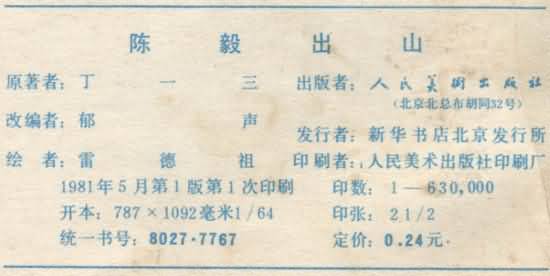 陈毅出山
原著者：丁一三 出版者：人民美术出版社
（北京北总布胡同32号）
改编者：郁声 发行者：新华书店北京发行所
绘者：雷德祖 印刷者：人民美术出版社印刷厂
1981年5月第1版第1次印刷 印数：1—630,000
开本：787×1092毫米1/64 印张：2 1/2
统一书号：8027·7767 定价：0.24元·